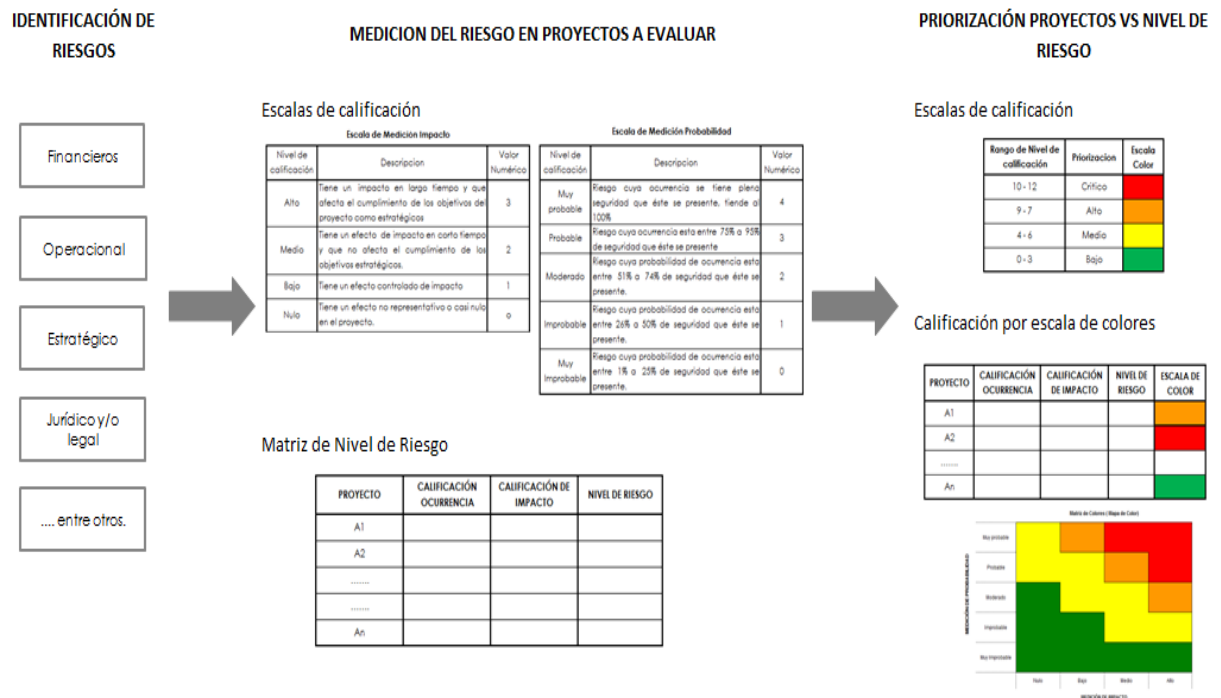 IDENTIFICACIÓN DE
RIESGOS
Financieros
Operacional
Estratégico
Jurídico y/o
legal
.... entre otros.
MEDICION DEL RIESGO EN PROYECTOS A EVALUAR
Escalas de calificación
Escala de Medición Impacto
Nivel de
calificación
Descripcion
Valor
Numérico
Alto
Tiene un impacto en largo tiempo y que
afecta el cumplimiento de los objetivos del
proyecto como estratégicos
3
Medio
Tiene un efecto de impacto en corto tiempo
y que no afecta el cumplimiento de los
objetivos estratégicos.
2
Bajo
Tiene un efecto controlado de impacto
1
Nulo
Tiene un efecto no representativo o casi nulo
en el proyecto.
o
Escala de Medición Probabilidad
Nivel de
calificación
Descripcion
Valor
Numérico
Muy
probable
Riesgo cuya ocurrencia se tiene plena
seguridad que éste se presente, tiende al
100%
4
Probable
Riesgo cuya ocurrencia esta entre 75% a 95%
de seguridad que éste se presente
3
Moderado
Riesgo cuya probabilidad de ocurrencia esta
entre 51% a 74% de seguridad que éste se
presente.
2
Improbable
Riesgo cuya probabilidad de ocurrencia esta
entre 26% a 50% de seguridad que éste se
presente.
1
Muy
Improbable
Riesgo cuya probabilidad de ocurrencia esta
entre 1% a 25% de seguridad que éste se
presente.
0
Matriz de Nivel de Riesgo
PROYECTO
CALIFICACIÓN
OCURRENCIA
CALIFICACIÓN DE
IMPACTO
NIVEL DE RIESGO
A1
A2
.......
.......
An
PRIORIZACIÓN PROYECTOS VS NIVEL DE
RIESGO
Escalas de calificación
Rango de Nivel de
calificación
Priorizacion
Escala
Color
10 - 12
Critico
9 - 7
Alto
4 - 6
Medio
0 - 3
Bajo
Calificación por escala de colores
PROYECTO
CALIFICACIÓN
OCURRENCIA
CALIFICACIÓN
DE IMPACTO
NIVEL DE
RIESGO
ESCALA DE
COLOR
A1
A2
.......
An
Matriz de Colores ( Mapa de Color)
MEDICIÓN DE PROBABILIDAD
Muy probable
Probable
Moderado
Improbable
Muy improbable
Nulo
Bajo
Medio
Alto
MEDICIÓN DE IMPACTO